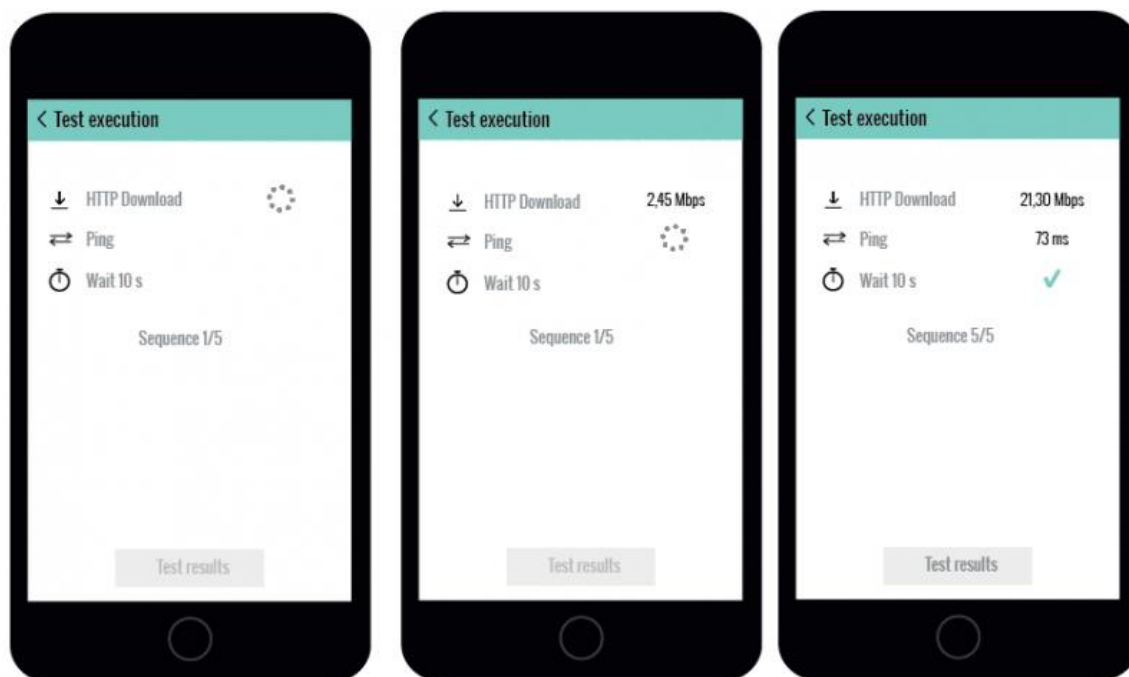 Test execution
HTTP Download
Ping
Wait 10 s
Sequence 1/5
Test results
Test execution
HTTP Download 2,45 Mbps
Ping
Wait 10 s
Sequence 1/5
Test results
Test execution
HTTP Download 21,30 Mbps
Ping 73 ms
Wait 10 s
Sequence 5/5
Test results